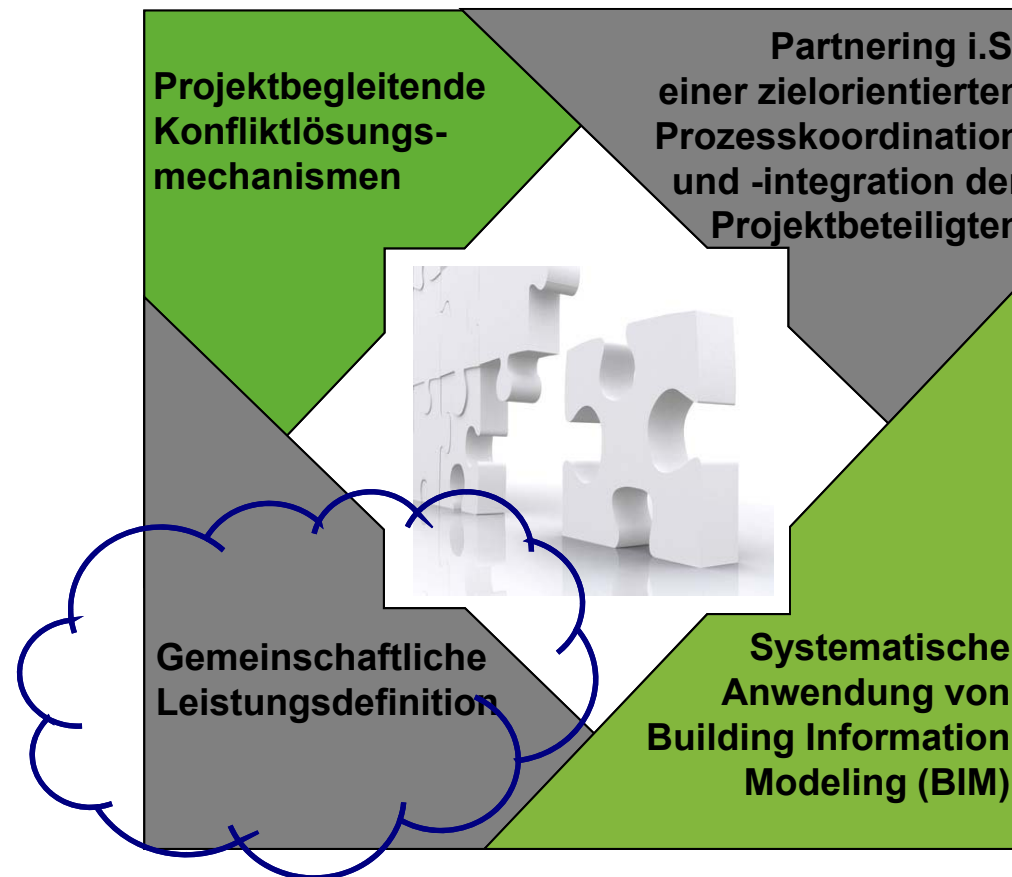 Projektbegleitende
Konfliktlösungs-
mechanismen
Partnering i.S
einer zielorientierten
Prozesskoordination
und -integration der
Projektbeteiligten
Gemeinschaftliche
Leistungsdefinition
Systematische
Anwendung von
Building Information
Modeling (BIM)